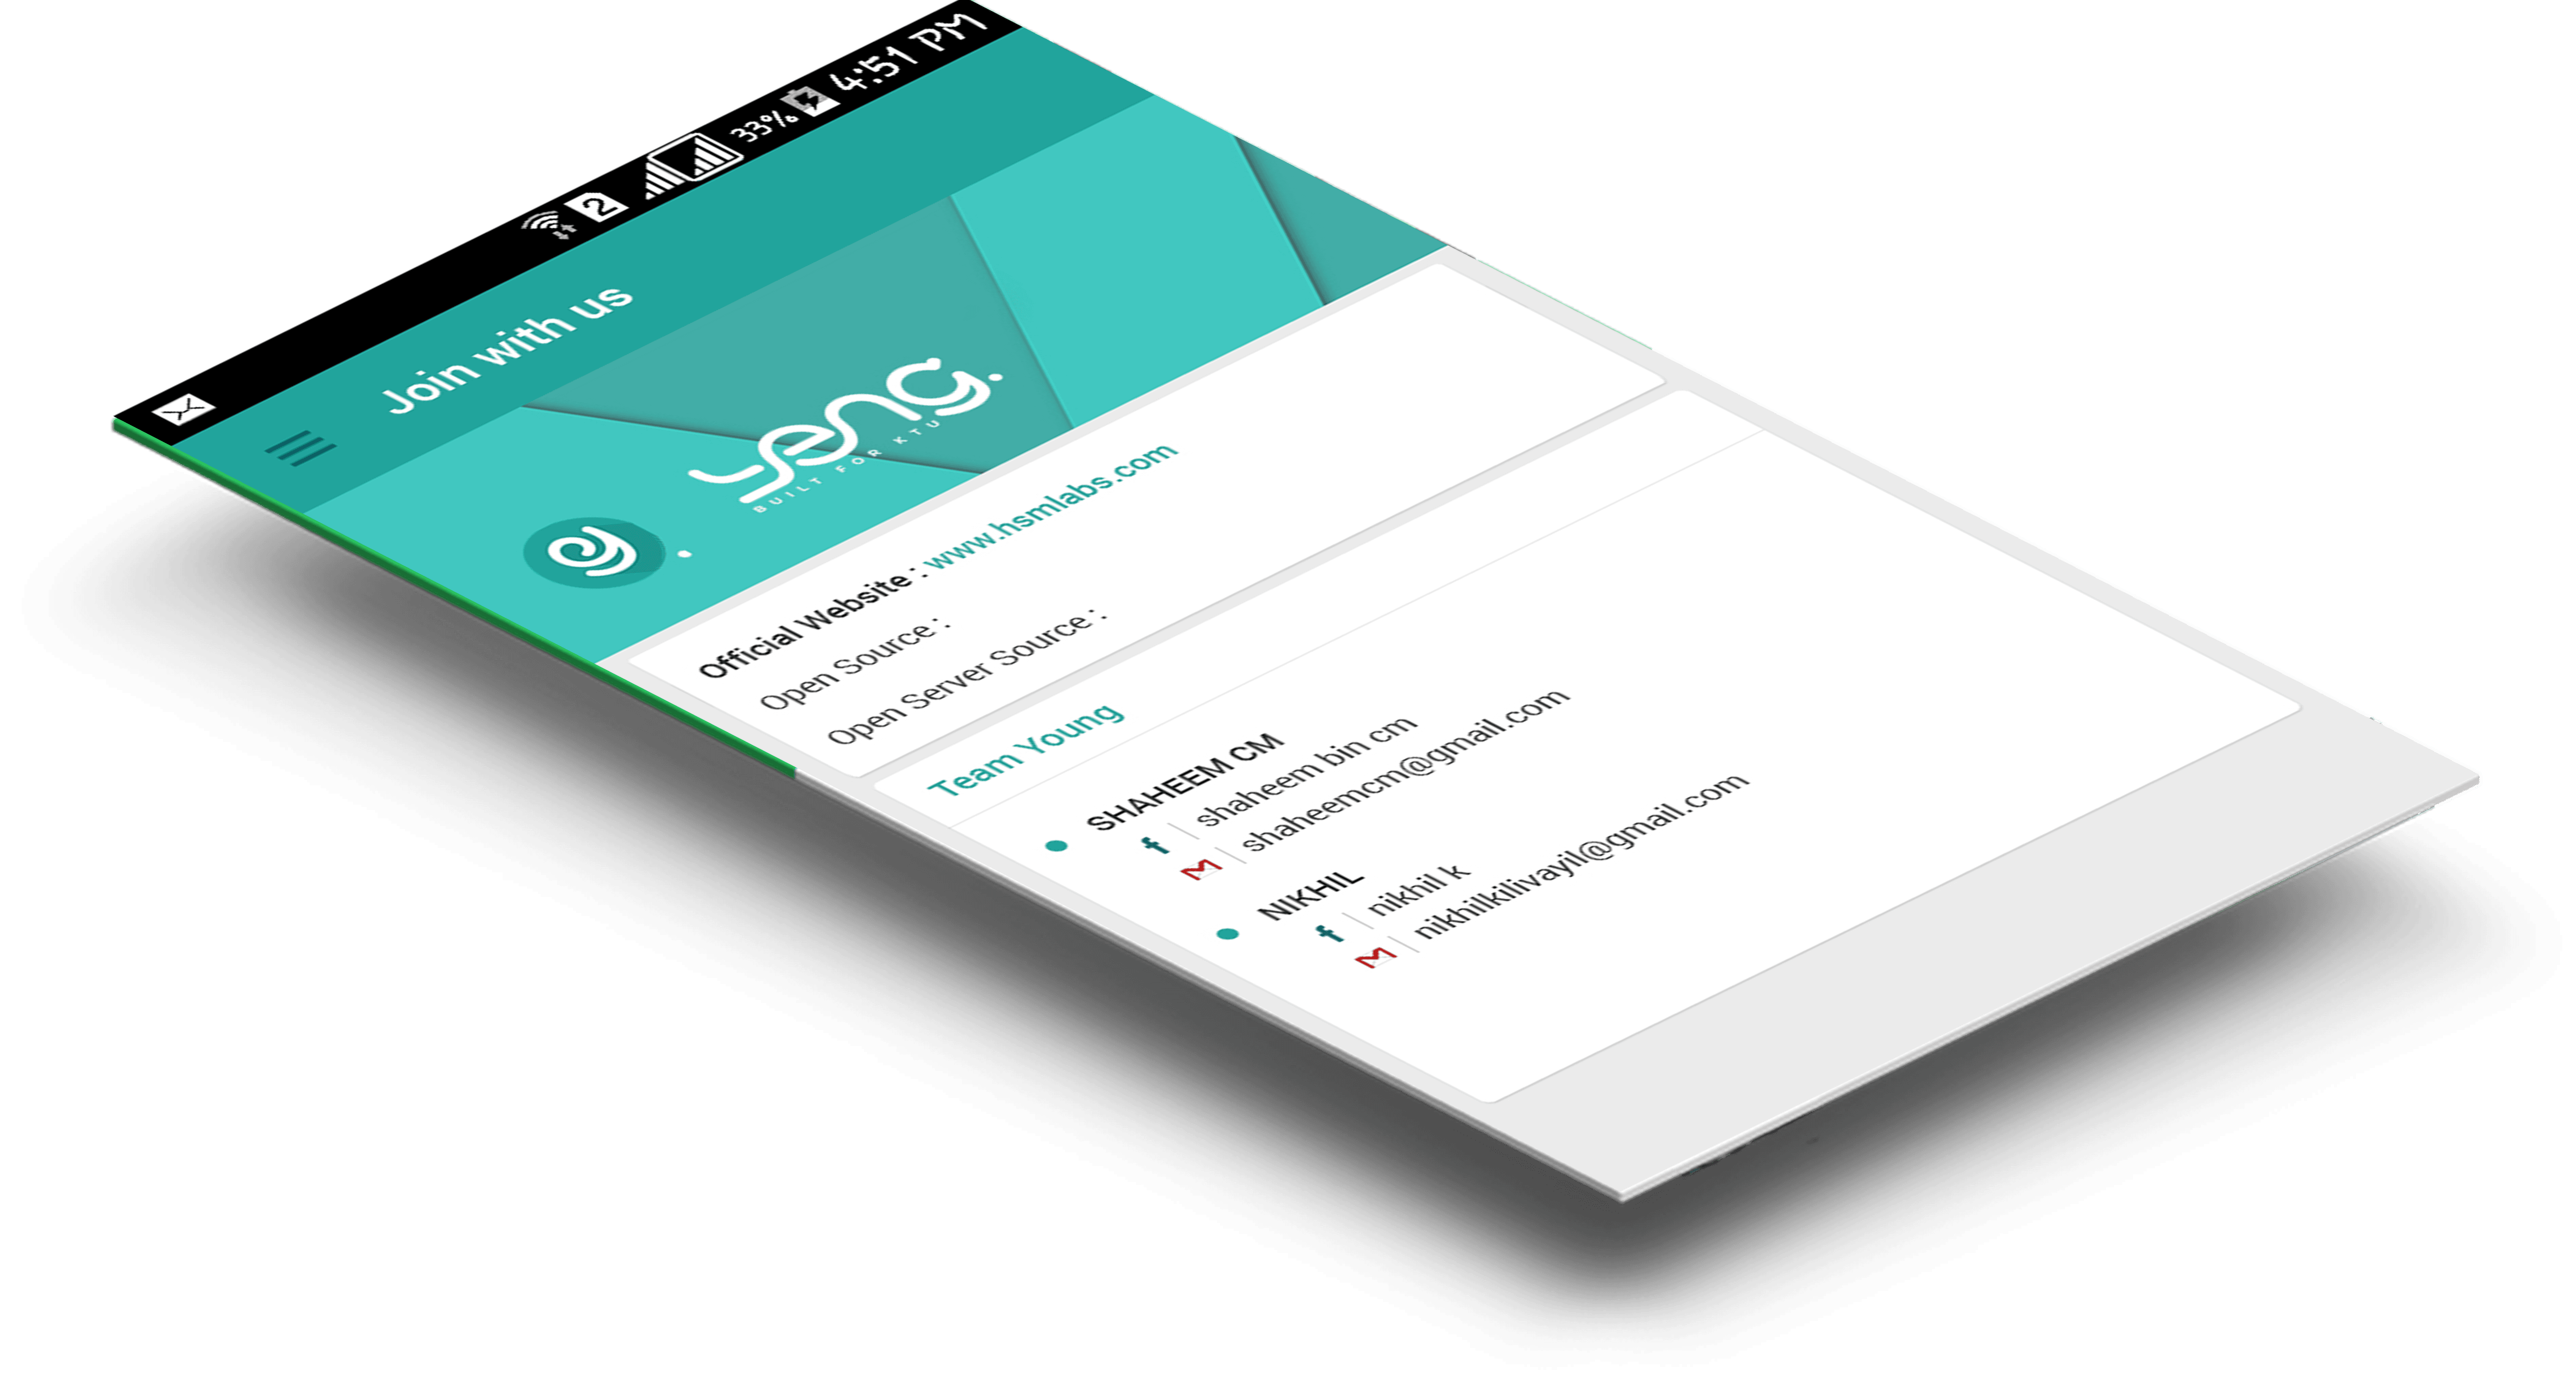 2 33% 4:51 PM
Join with us
yeng.
BUILT FOR KTU
y.
Official Website : www.hsmlabs.com
Open Source :
Open Server Source :
Team Young
SHAHEEM CM
f | shaheem bin cm
M | shaheemcm@gmail.com
NIKHIL
f | nikhil k
M | nikhilkilivayil@gmail.com